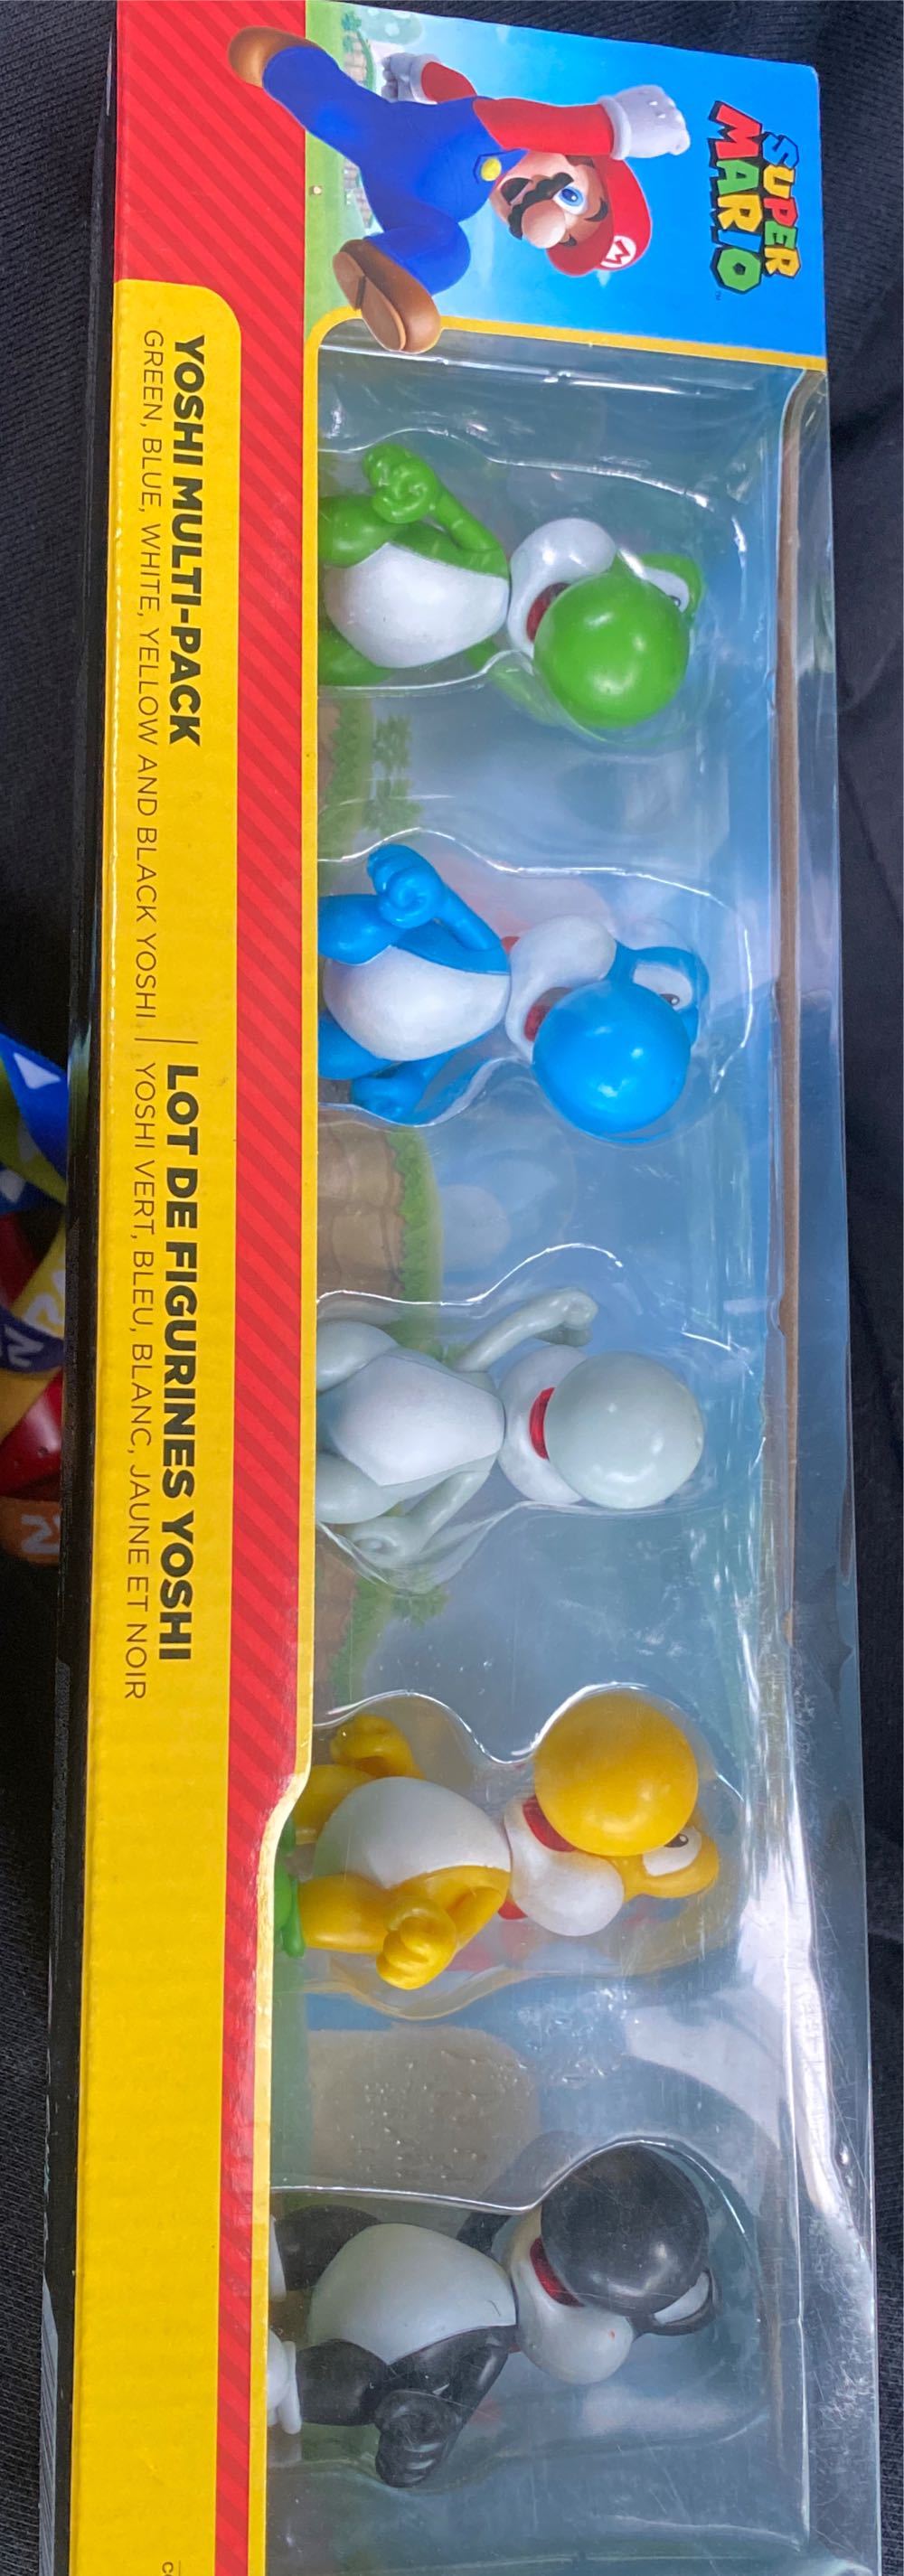 SUPER
MARIO
™
YOSHI MULTI-PACK
GREEN, BLUE, WHITE, YELLOW AND BLACK YOSHI
LOT DE FIGURINES YOSHI
YOSHI VERT, BLEU, BLANC, JAUNE ET NOIR
M